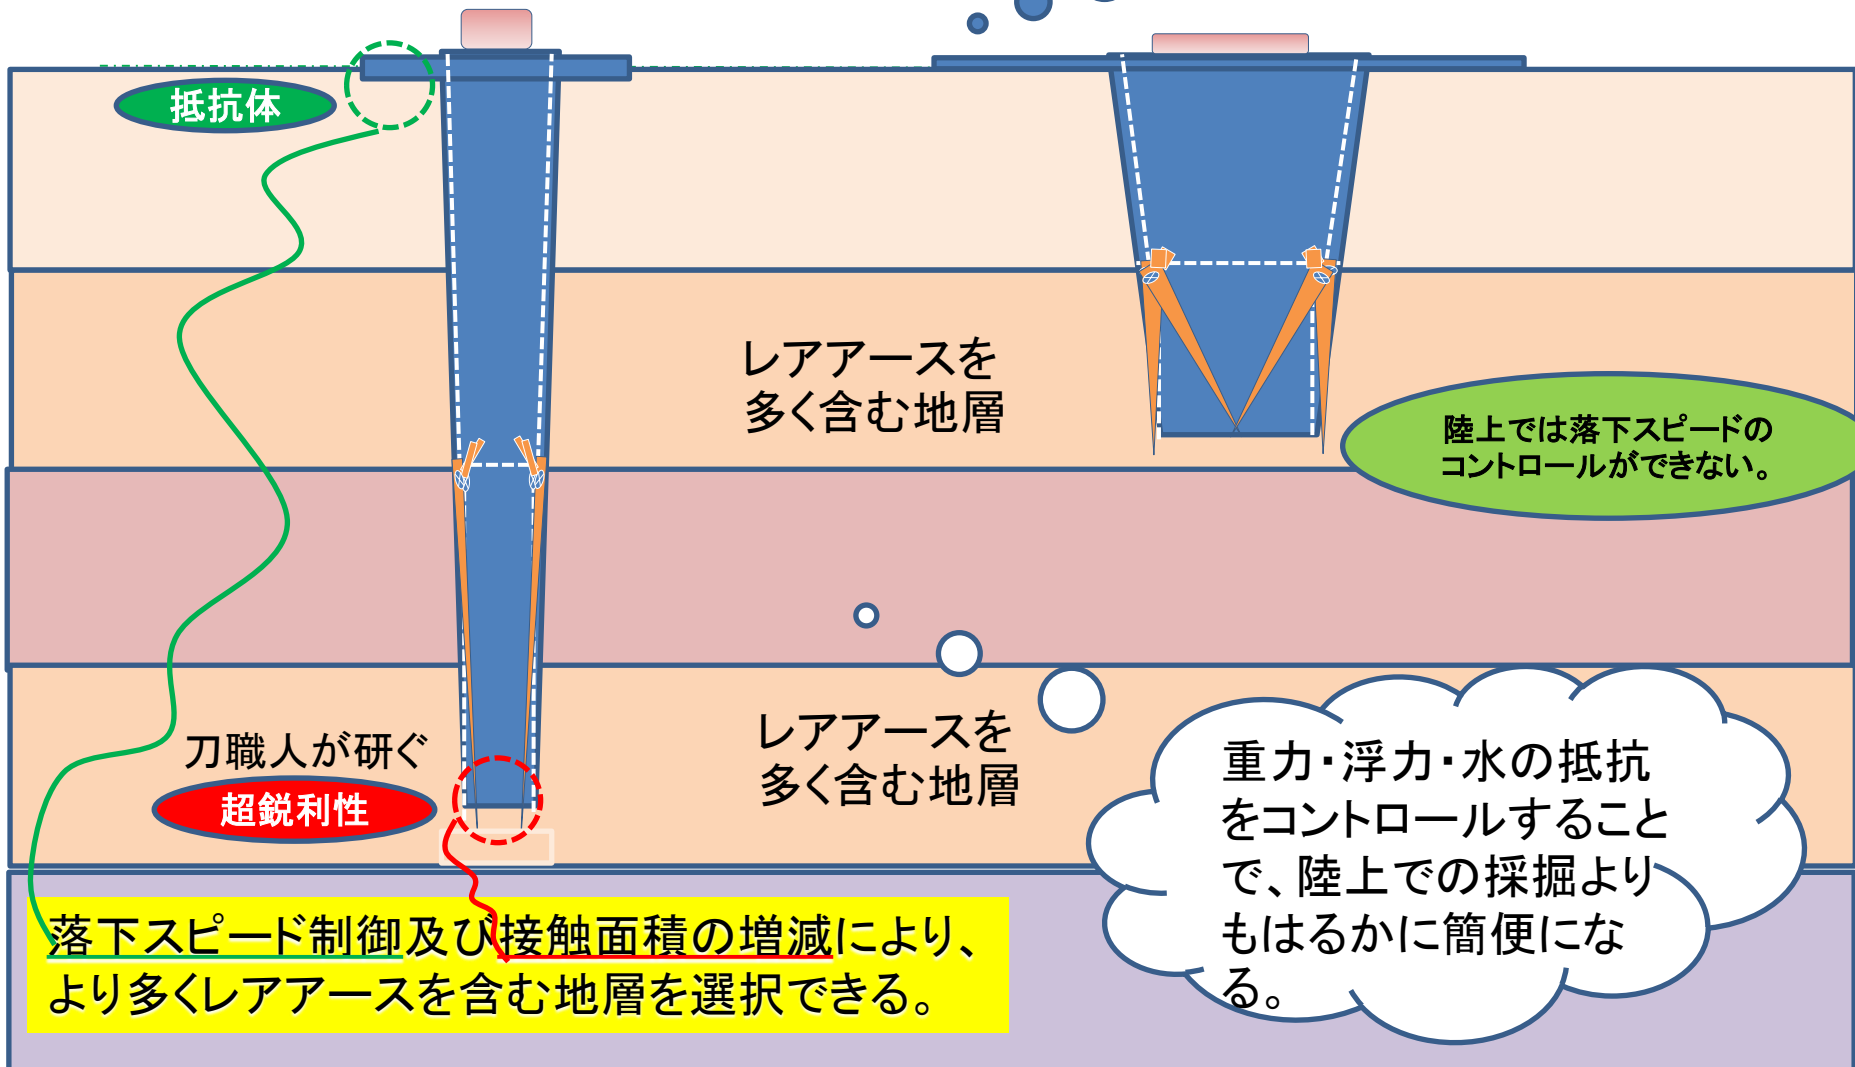 抵抗体
レアアースを
多く含む地層
陸上では落下スピードの
コントロールができない。
刀職人が研ぐ
超鋭利性
レアアースを
多く含む地層
重力・浮力・水の抵抗
をコントロールすること
で、陸上での採掘より
もはるかに簡便にな
る。
落下スピード制御及び接触面積の増減により、
より多くレアアースを含む地層を選択できる。